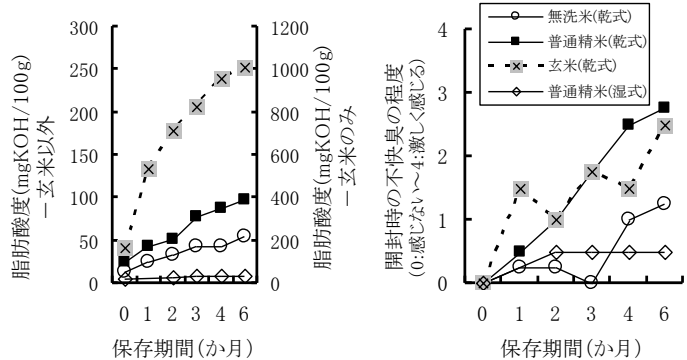 脂肪酸度(mgKOH/100g)
－玄米以外
300
250
200
150
100
50
0
1200
1000
800
600
400
200
0
脂肪酸度(mgKOH/100g)
－玄米のみ
0 1 2 3 4 6
保存期間(か月)
開封時の不快臭の程度
(0:感じない～4:激しく感じる)
4
3
2
1
0
無洗米(乾式)
普通精米(乾式)
玄米(乾式)
普通精米(湿式)
0 1 2 3 4 6
保存期間(か月)